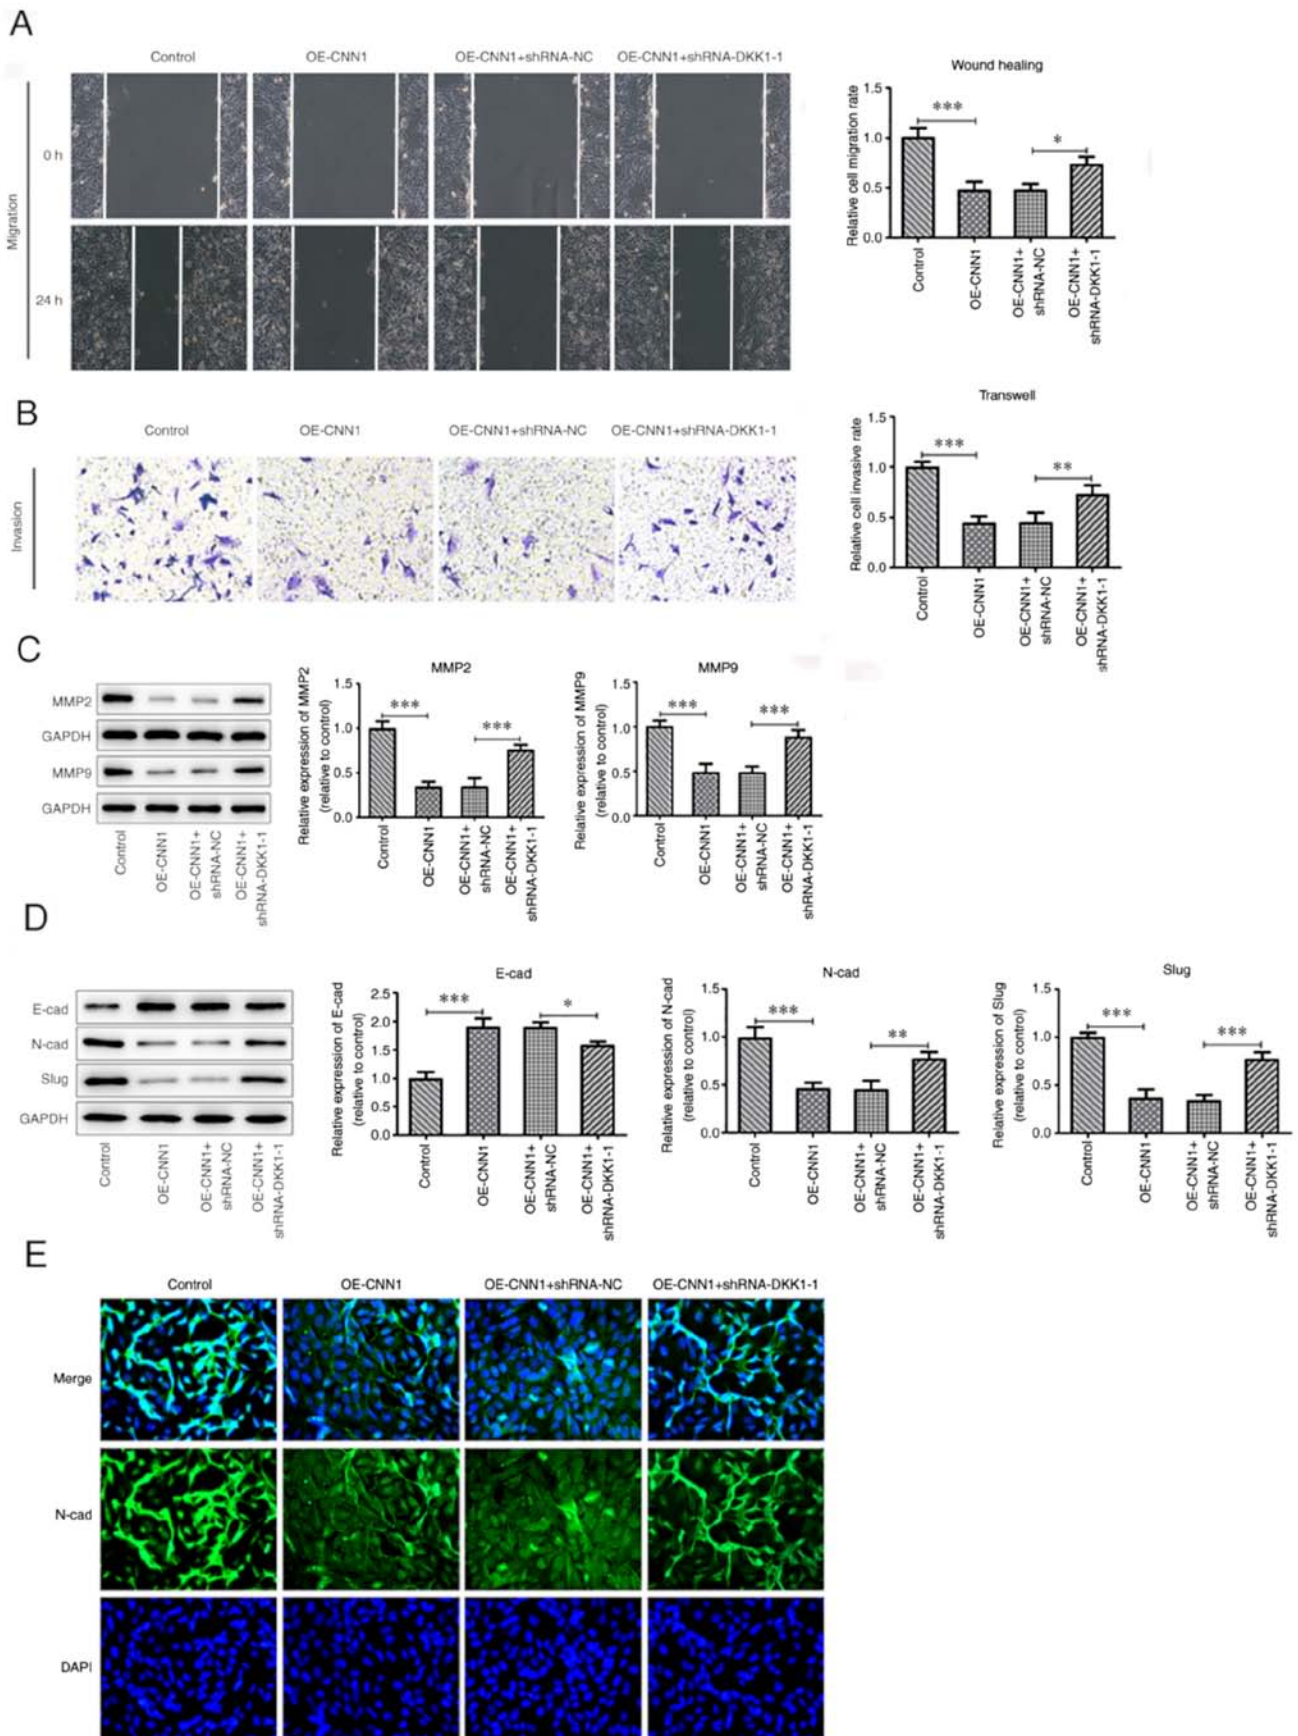 A
Control
OE-CNN1
OE-CNN1+shRNA-NC
OE-CNN1+shRNA-DKK1-1
Migration
0 h
24 h
Wound healing
Relative cell migration rate
1.5
1.0
0.5
0.0
***
*
Control
OE-CNN1
OE-CNN1+
shRNA-NC
OE-CNN1+
shRNA-DKK1-1
B
Control
OE-CNN1
OE-CNN1+shRNA-NC
OE-CNN1+shRNA-DKK1-1
Invasion
Transwell
Relative cell invasive rate
1.5
1.0
0.5
0.0
***
**
Control
OE-CNN1
OE-CNN1+
shRNA-NC
OE-CNN1+
shRNA-DKK1-1
C
MMP2
GAPDH
MMP9
GAPDH
Control
OE-CNN1
OE-CNN1+
shRNA-NC
OE-CNN1+
shRNA-DKK1-1
MMP2
Relative expression of MMP2
(relative to control)
1.5
1.0
0.5
0.0
***
***
Control
OE-CNN1
OE-CNN1+
shRNA-NC
OE-CNN1+
shRNA-DKK1-1
MMP9
Relative expression of MMP9
(relative to control)
1.5
1.0
0.5
0.0
***
***
Control
OE-CNN1
OE-CNN1+
shRNA-NC
OE-CNN1+
shRNA-DKK1-1
D
E-cad
N-cad
Slug
GAPDH
Control
OE-CNN1
OE-CNN1+
shRNA-NC
OE-CNN1+
shRNA-DKK1-1
E-cad
Relative expression of E-cad
(relative to control)
2.5
2.0
1.5
1.0
0.5
0.0
***
*
Control
OE-CNN1
OE-CNN1+
shRNA-NC
OE-CNN1+
shRNA-DKK1-1
N-cad
Relative expression of N-cad
(relative to control)
1.5
1.0
0.5
0.0
***
**
Control
OE-CNN1
OE-CNN1+
shRNA-NC
OE-CNN1+
shRNA-DKK1-1
Slug
Relative expression of Slug
(relative to control)
1.5
1.0
0.5
0.0
***
***
Control
OE-CNN1
OE-CNN1+
shRNA-NC
OE-CNN1+
shRNA-DKK1-1
E
Control
OE-CNN1
OE-CNN1+shRNA-NC
OE-CNN1+shRNA-DKK1-1
Merge
N-cad
DAPI